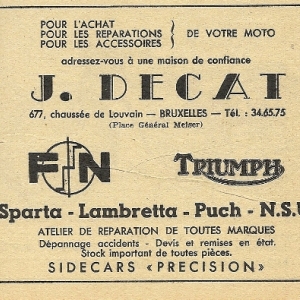 POUR L'ACHAT
POUR LES REPARATIONS } DE VOTRE MOTO
POUR LES ACCESSOIRES
adressez-vous à une maison de confiance
J. DECAT
677, chaussée de Louvain — BRUXELLES — Tél. : 34.65.75
(Place Général Meiser)
FN TRIUMPH
Sparta - Lambretta - Puch - N.S.U
ATELIER DE REPARATION DE TOUTES MARQUES
Dépannage accidents - Devis et remises en état.
Stock important de toutes pièces.
SIDECARS «PRECISION»